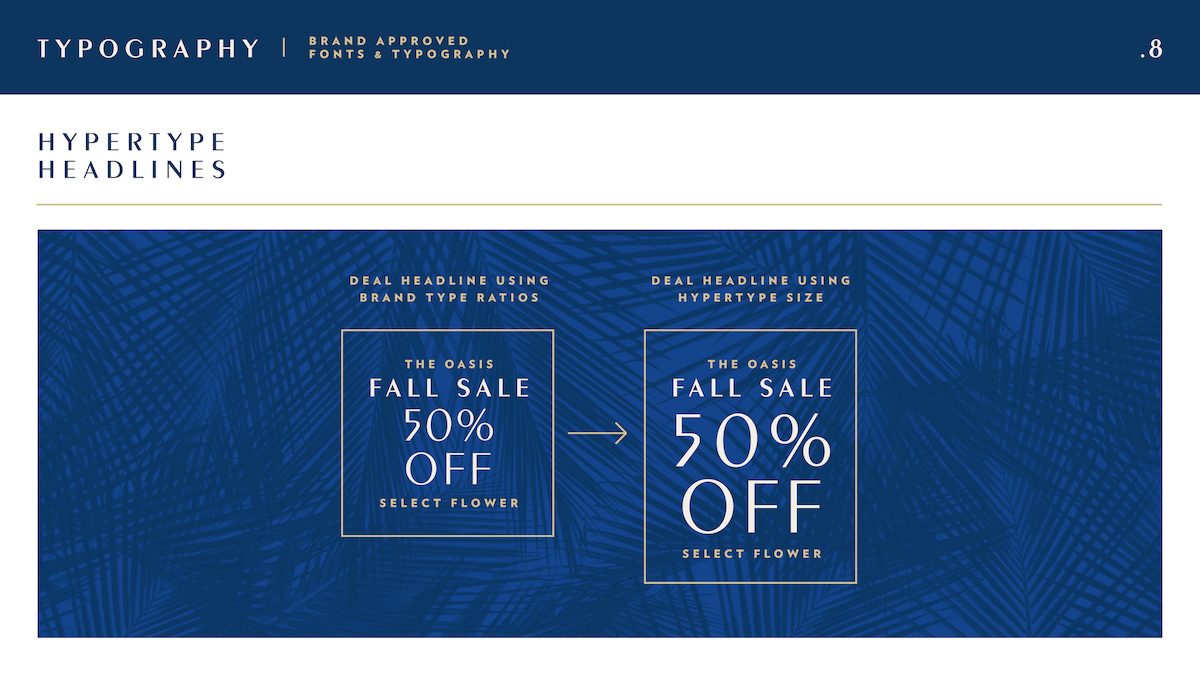 TYPOGRAPHY
BRAND APPROVED
FONTS & TYPOGRAPHY
.8
HYPERTYPE
HEADLINES
DEAL HEADLINE USING
BRAND TYPE RATIOS
THE OASIS
FALL SALE
50%
OFF
SELECT FLOWER
DEAL HEADLINE USING
HYPERTYPE SIZE
THE OASIS
FALL SALE
50%
OFF
SELECT FLOWER